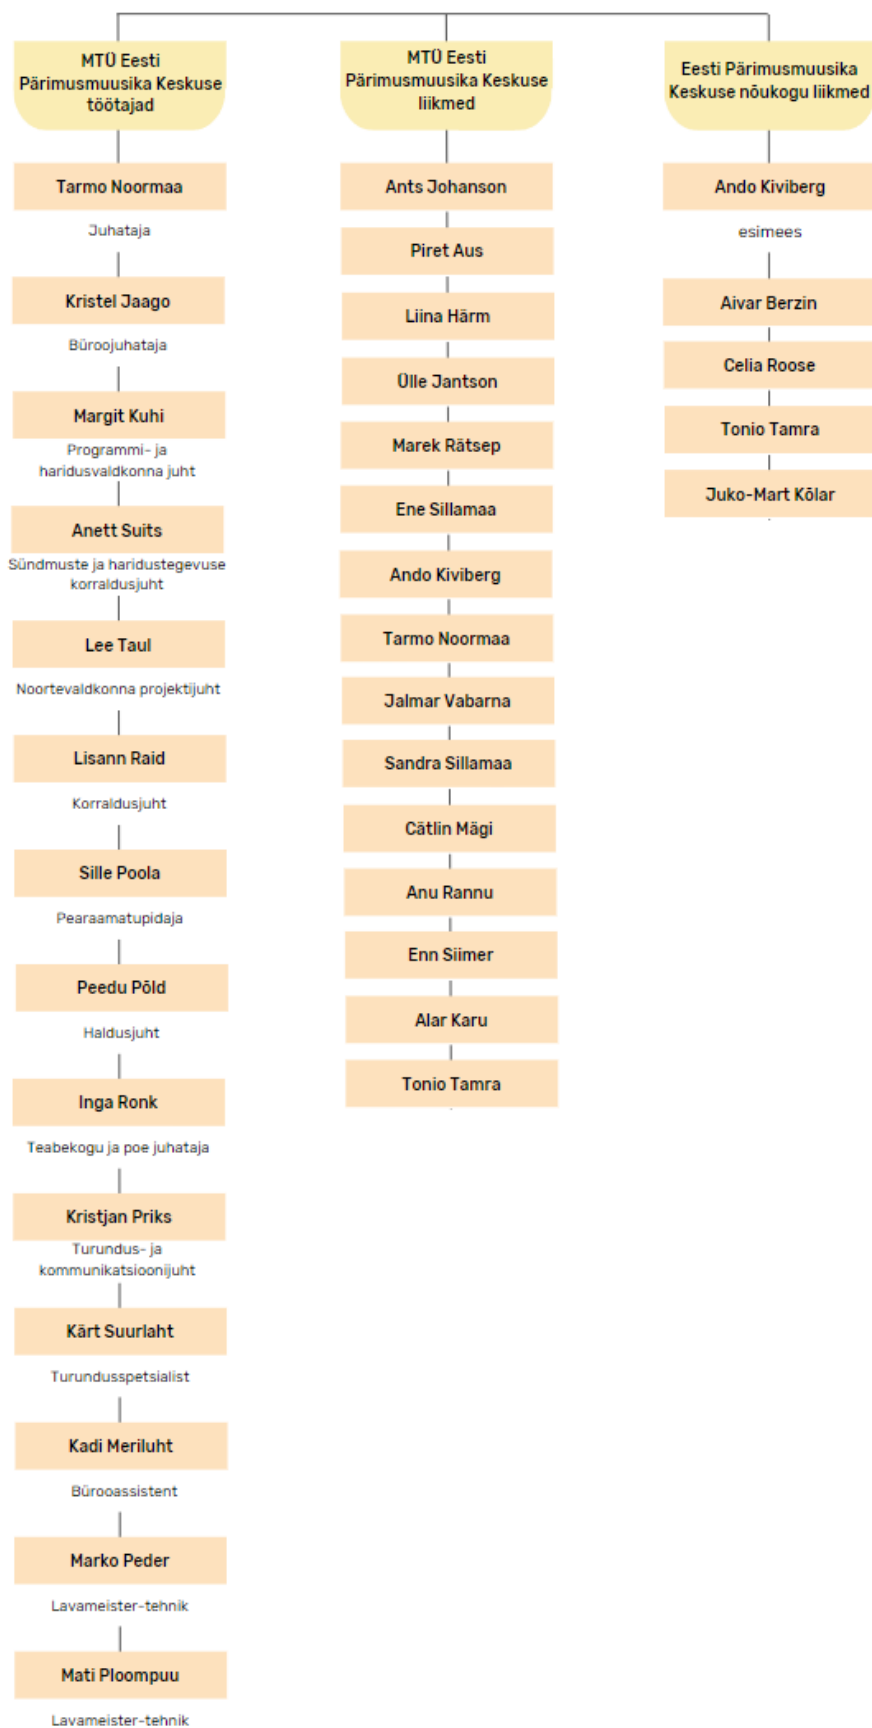 MTÜ Eesti
Pärimusmuusika Keskuse
töötajad
Tarmo Noormaa
Juhataja
Kristel Jaago
Büroojuhataja
Margit Kuhi
Programmi- ja
haridusvaldkonna juht
Anett Suits
Sündmuste ja haridustegevuse
korraldusjuht
Lee Taul
Noortevaldkonna projektijuht
Lisann Raid
Korraldusjuht
Sille Poola
Pearaamatupidaja
Peedu Põld
Haldusjuht
Inga Ronk
Teabekogu ja poe juhataja
Kristjan Priks
Turundus- ja
kommunikatsioonijuht
Kärt Suurlaht
Turundusspetsialist
Kadi Meriluht
Bürooassistent
Marko Peder
Lavameister-tehnik
Mati Ploompuu
Lavameister-tehnik
MTÜ Eesti
Pärimusmuusika Keskuse
liikmed
Ants Johanson
Piret Aus
Liina Härm
Ülle Jantson
Marek Rätsep
Ene Sillamaa
Ando Kiviberg
Tarmo Noormaa
Jalmar Vabarna
Sandra Sillamaa
Cätlin Mägi
Anu Rannu
Enn Siimer
Alar Karu
Tonio Tamra
Eesti Pärimusmuusika
Keskuse nõukogu liikmed
Ando Kiviberg
esimees
Aivar Berzin
Celia Roose
Tonio Tamra
Juko-Mart Kõlar